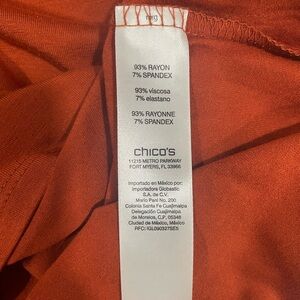 93% RAYON
7% SPANDEX
93% viscosa
7% elastano
93% RAYONNE
7% SPANDEX
chico's
11215 METRO PARKWAY
FORT MYERS, FL 33966
Importado en México por:
Importadora Globastic
S.A. de C.V.
Mario Pani No. 200
Colonia Santa Fe Cuajimalpa
Delegación Cuajimalpa
de Morelos, C.P. 05348
Ciudad de México, México
RFC: IGL090327SE5